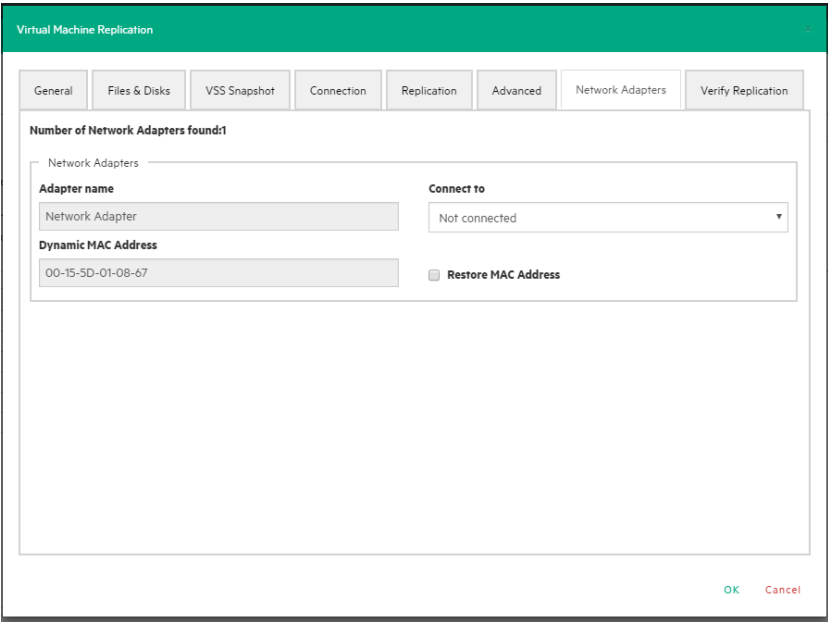 Virtual Machine Replication
General Files & Disks VSS Snapshot Connection Replication Advanced Network Adapters Verify Replication
Number of Network Adapters found:1
Network Adapters
Adapter name Connect to
Network Adapter Not connected
Dynamic MAC Address
00-15-5D-01-08-67 Restore MAC Address
OK Cancel